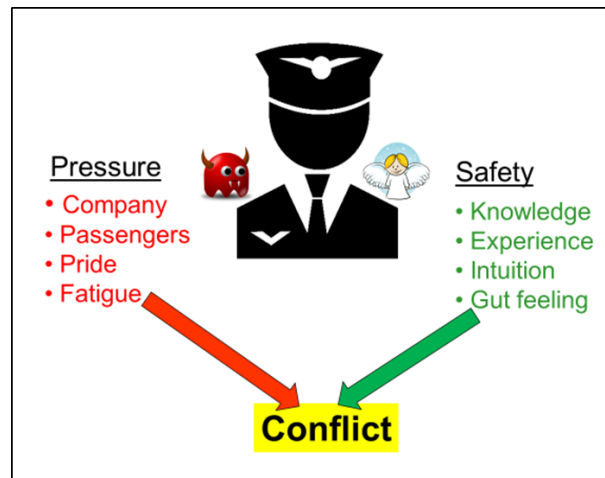 Pressure
• Company
• Passengers
• Pride
• Fatigue
Safety
• Knowledge
• Experience
• Intuition
• Gut feeling
Conflict